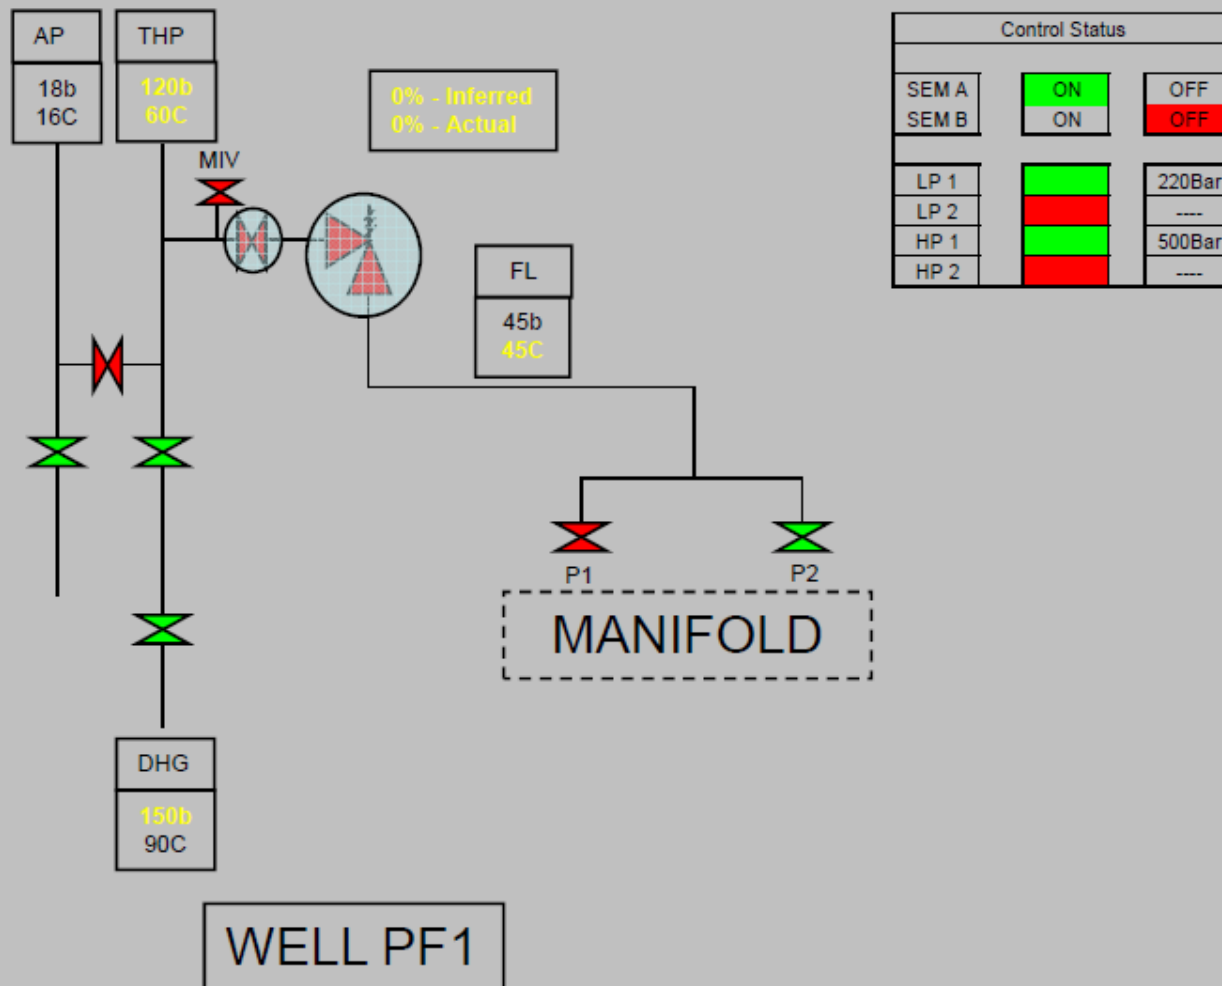 AP
18b
16C
THP
120b
60C
0% - Inferred
0% - Actual
MIV
FL
45b
45C
Control Status
SEM A ON OFF
SEM B ON OFF
LP 1 220Bar
LP 2 ----
HP 1 500Bar
HP 2 ----
P1 P2
MANIFOLD
DHG
150b
90C
WELL PF1